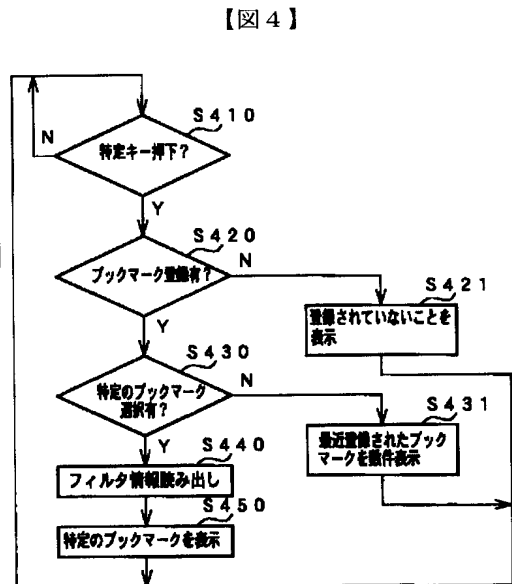 【図4】
S410
N
特定キー押下?
Y
S420
ブックマーク登録有?
N
S421
登録されていないことを
表示
Y
S430
特定のブックマーク
選択有?
N
S431
最近登録されたブック
マークを数件表示
Y
S440
フィルタ情報読み出し
S450
特定のブックマークを表示